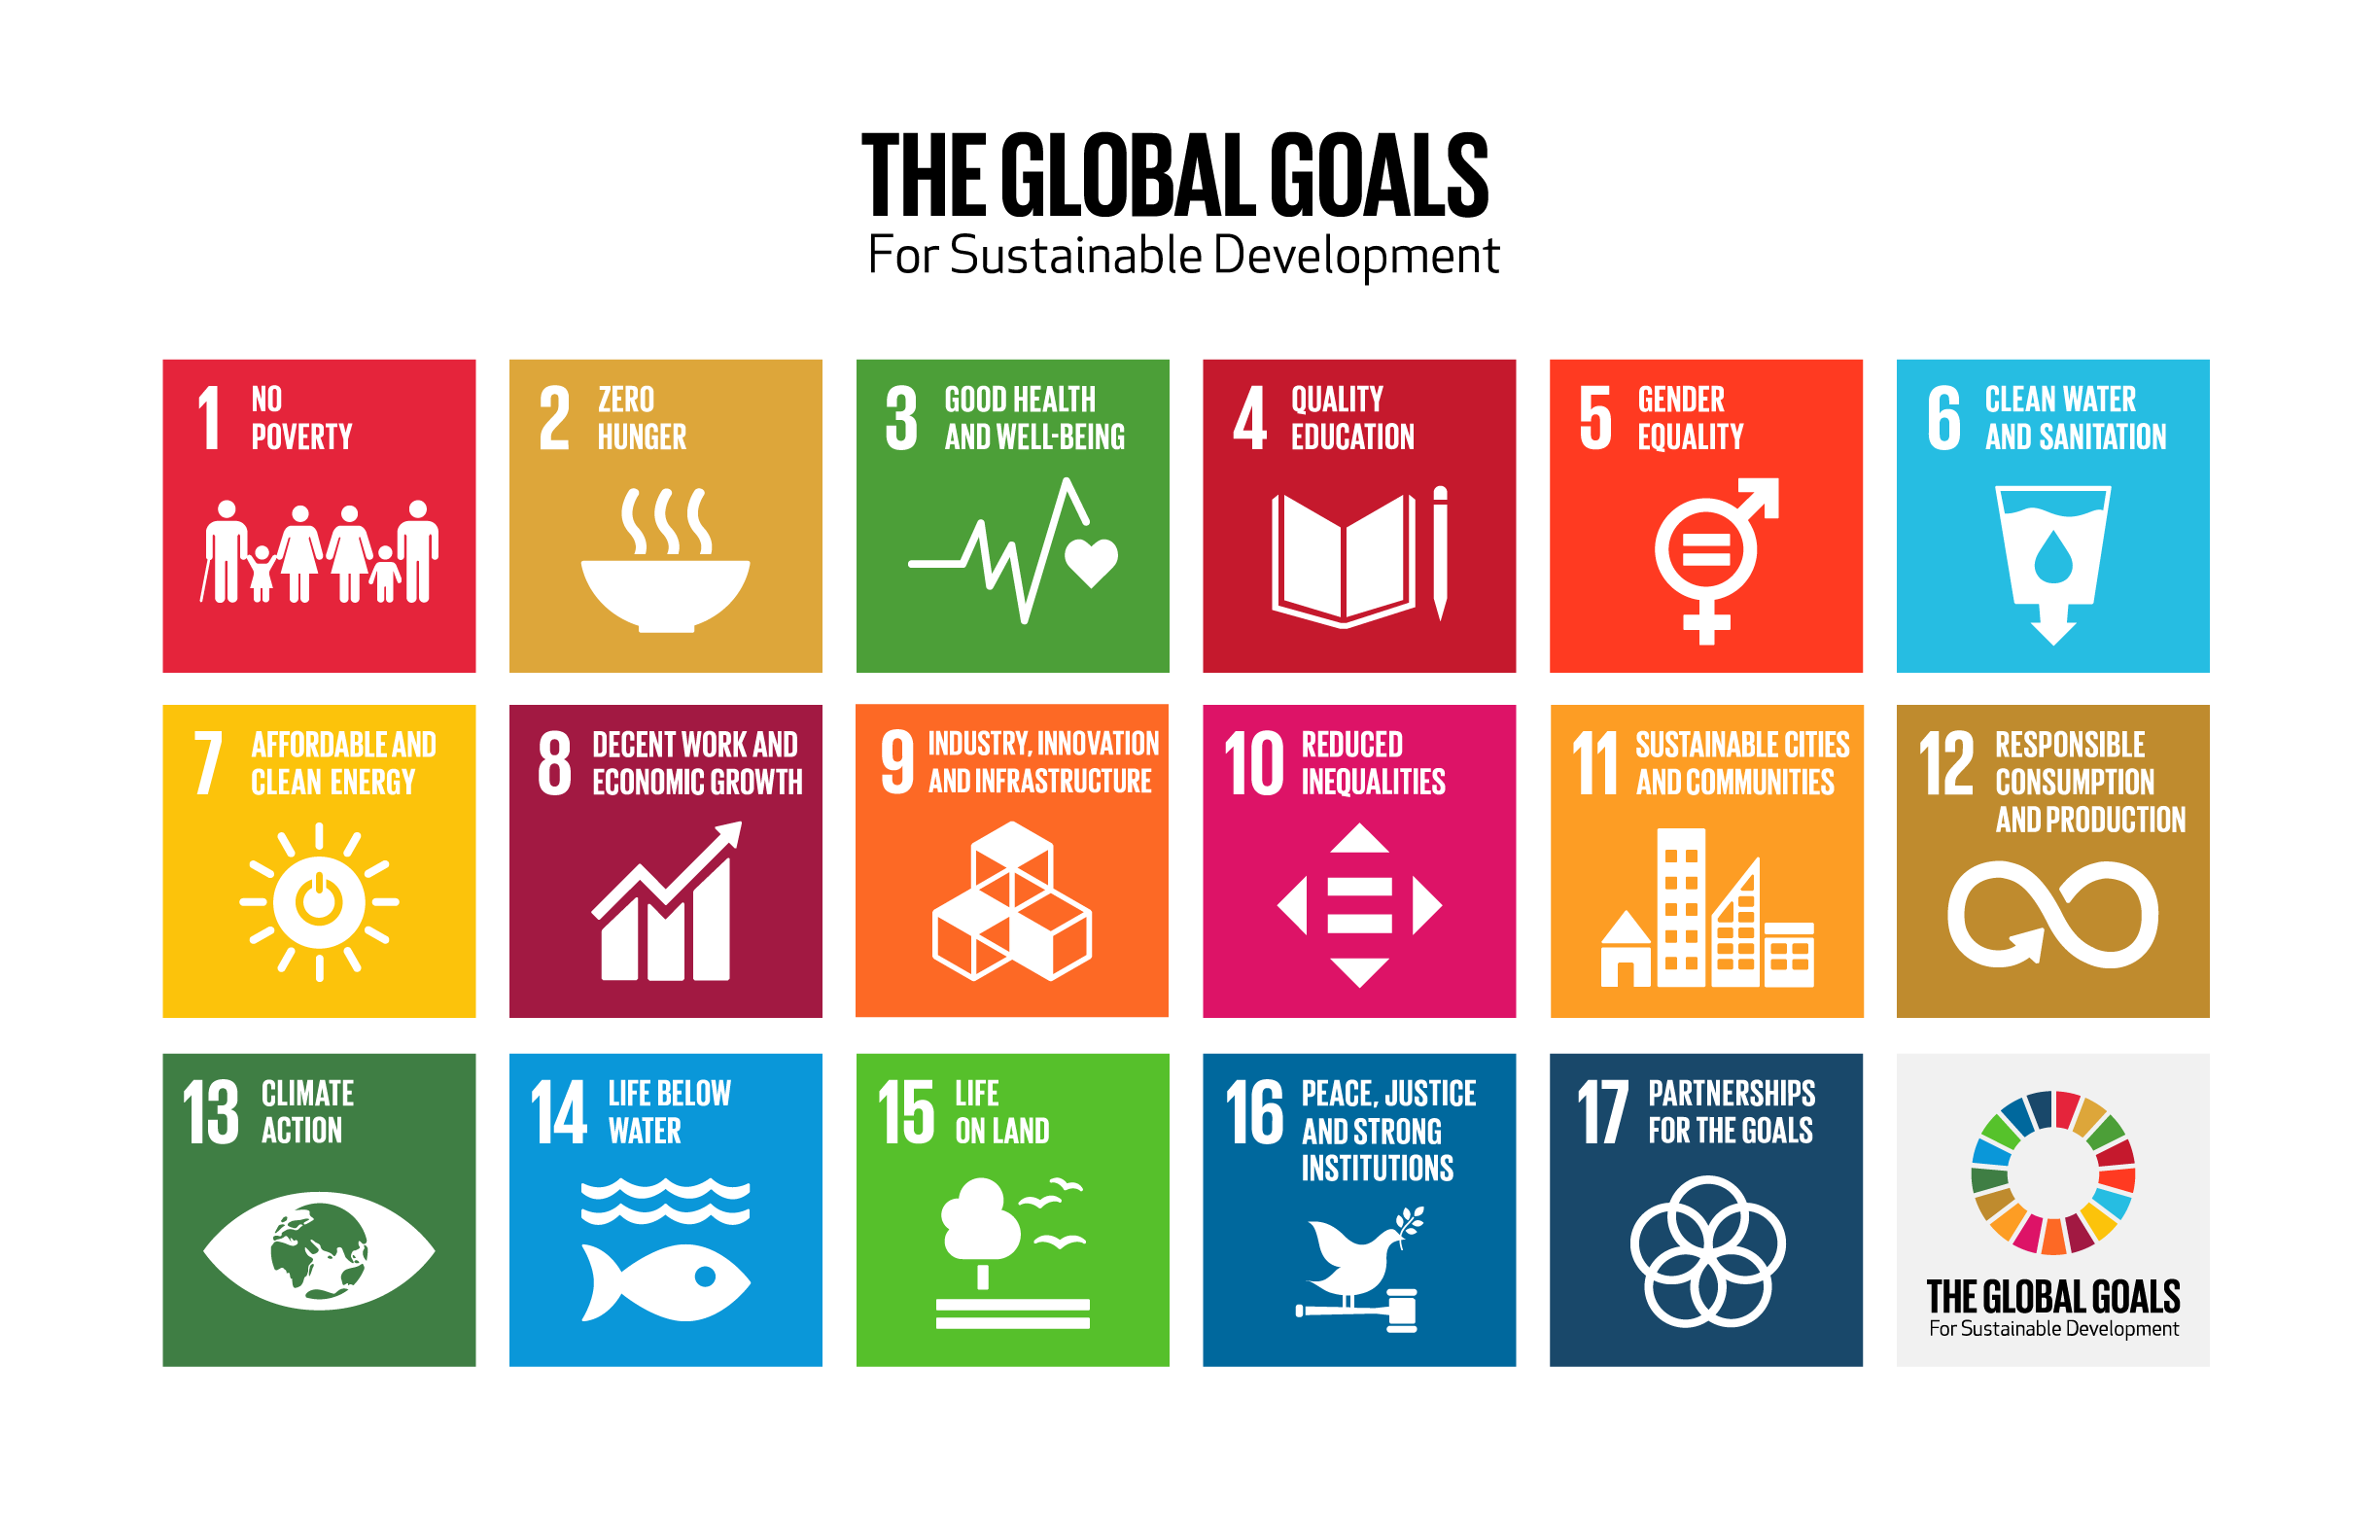 THE GLOBAL GOALS
For Sustainable Development
1 NO
POVERTY
2 ZERO
HUNGER
3 GOOD HEALTH
AND WELL-BEING
4 QUALITY
EDUCATION
5 GENDER
EQUALITY
6 CLEAN WATER
AND SANITATION
7 AFFORDABLE AND
CLEAN ENERGY
8 DECENT WORK AND
ECONOMIC GROWTH
9 INDUSTRY, INNOVATION
AND INFRASTRUCTURE
10 REDUCED
INEQUALITIES
11 SUSTAINABLE CITIES
AND COMMUNITIES
12 RESPONSIBLE
CONSUMPTION
AND PRODUCTION
13 CLIMATE
ACTION
14 LIFE BELOW
WATER
15 LIFE
ON LAND
16 PEACE, JUSTICE
AND STRONG
INSTITUTIONS
17 PARTNERSHIPS
FOR THE GOALS
THE GLOBAL GOALS
For Sustainable Development